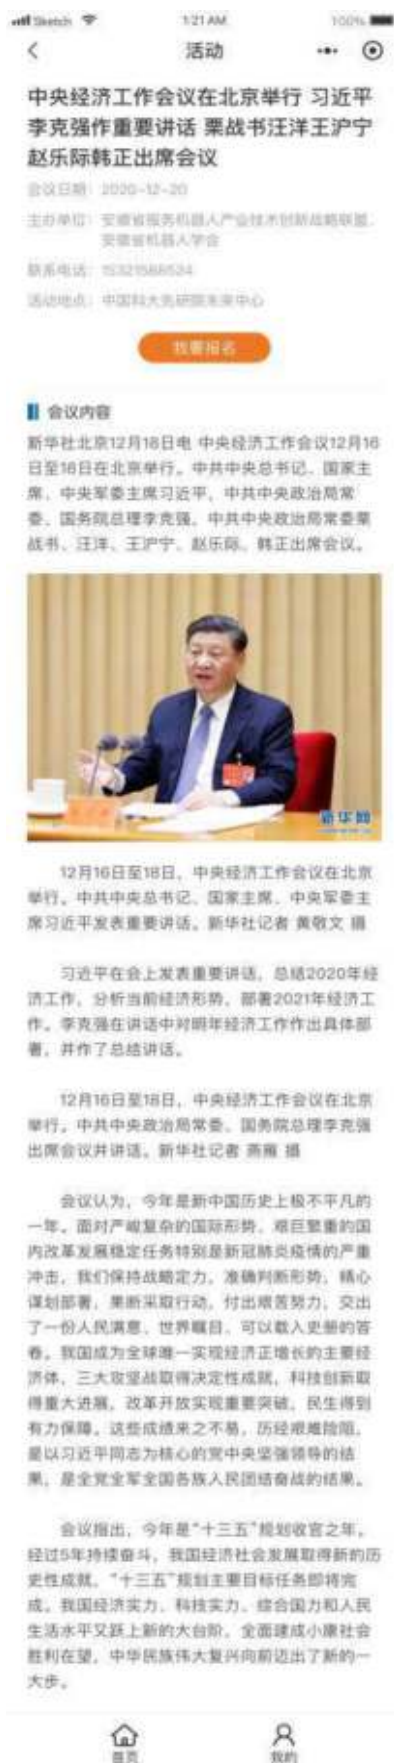 Sketch
1:21 AM
100%
活动
中央经济工作会议在北京举行 习近平
李克强作重要讲话 栗战书汪洋王沪宁
赵乐际韩正出席会议
会议日期：2020-12-20
主办单位：安徽省服务机器人产业技术创新战略联盟、
安徽省机器人学会
联系电话：15321588524
活动地点：中国科大先研院未来中心
我要报名
会议内容
新华社北京12月18日电 中央经济工作会议12月16
日至18日在北京举行。中共中央总书记、国家主
席、中央军委主席习近平，中共中央政治局常
委、国务院总理李克强，中共中央政治局常委栗
战书、汪洋、王沪宁、赵乐际、韩正出席会议。
新华网
12月16日至18日，中央经济工作会议在北京
举行。中共中央总书记、国家主席、中央军委主
席习近平发表重要讲话。新华社记者 黄敬文 摄
习近平在会上发表重要讲话，总结2020年经
济工作，分析当前经济形势，部署2021年经济工
作。李克强在讲话中对明年经济工作作出具体部
署，并作了总结讲话。
12月16日至18日，中央经济工作会议在北京
举行。中共中央政治局常委、国务院总理李克强
出席会议并讲话。新华社记者 燕雁 摄
会议认为，今年是新中国历史上极不平凡的
一年。面对严峻复杂的国际形势、艰巨繁重的国
内改革发展稳定任务特别是新冠肺炎疫情的严重
冲击，我们保持战略定力，准确判断形势，精心
谋划部署，果断采取行动，付出艰苦努力，交出
了一份人民满意、世界瞩目、可以载入史册的答
卷。我国成为全球唯一实现经济正增长的主要经
济体，三大攻坚战取得决定性成就，科技创新取
得重大进展，改革开放实现重要突破，民生得到
有力保障。这些成绩来之不易，历经艰难险阻，
是以习近平同志为核心的党中央坚强领导的结
果，是全党全军全国各族人民团结奋战的结果。
会议指出，今年是“十三五”规划收官之年。
经过5年持续奋斗，我国经济社会发展取得新的历
史性成就，“十三五”规划主要目标任务即将完
成。我国经济实力、科技实力、综合国力和人民
生活水平又跃上新的大台阶，全面建成小康社会
胜利在望，中华民族伟大复兴向前迈出了新的一
大步。
首页
我的